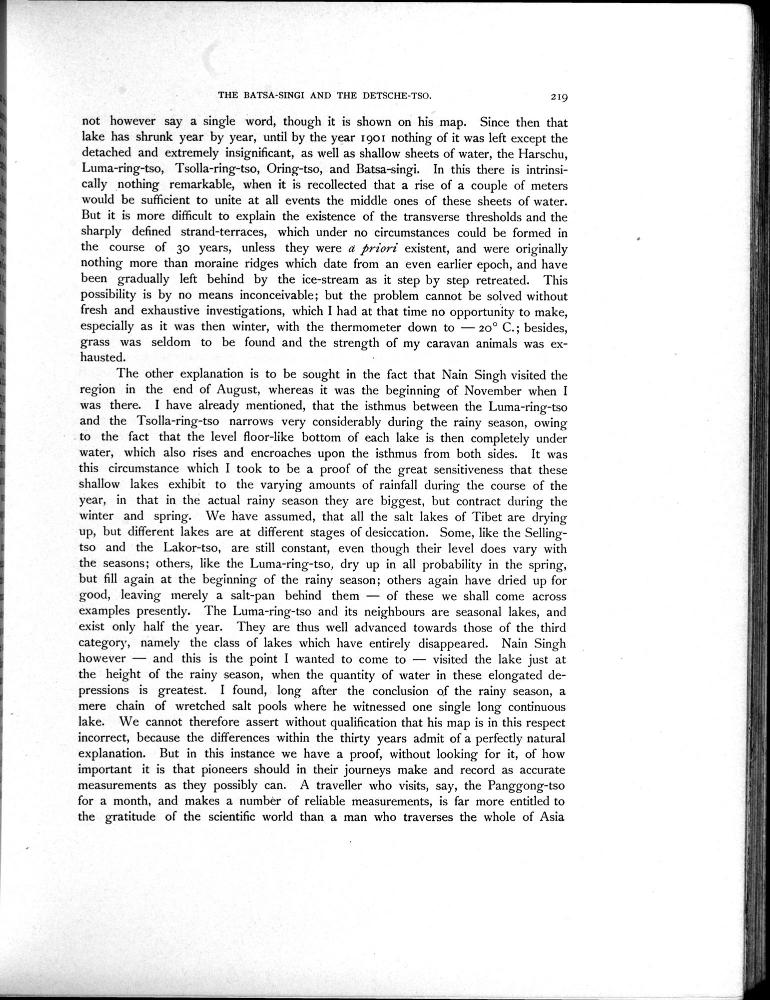 THE BATSA-SINGI AND THE DETSCHE-TSO. 219
not however say a single word, though it is shown on his map. Since then that
lake has shrunk year by year, until by the year 1901 nothing of it was left except the
detached and extremely insignificant, as well as shallow sheets of water, the Harschu,
Luma-ring-tso, Tsolla-ring-tso, Oring-tso, and Batsa-singi. In this there is intrinsi-
cally nothing remarkable, when it is recollected that a rise of a couple of meters
would be sufficient to unite at all events the middle ones of these sheets of water.
But it is more difficult to explain the existence of the transverse thresholds and the
sharply defined strand-terraces, which under no circumstances could be formed in
the course of 30 years, unless they were a priori existent, and were originally
nothing more than moraine ridges which date from an even earlier epoch, and have
been gradually left behind by the ice-stream as it step by step retreated. This
possibility is by no means inconceivable; but the problem cannot be solved without
fresh and exhaustive investigations, which I had at that time no opportunity to make,
especially as it was then winter, with the thermometer down to — 20° C.; besides,
grass was seldom to be found and the strength of my caravan animals was ex-
hausted.
The other explanation is to be sought in the fact that Nain Singh visited the
region in the end of August, whereas it was the beginning of November when I
was there. I have already mentioned, that the isthmus between the Luma-ring-tso
and the Tsolla-ring-tso narrows very considerably during the rainy season, owing
to the fact that the level floor-like bottom of each lake is then completely under
water, which also rises and encroaches upon the isthmus from both sides. It was
this circumstance which I took to be a proof of the great sensitiveness that these
shallow lakes exhibit to the varying amounts of rainfall during the course of the
year, in that in the actual rainy season they are biggest, but contract during the
winter and spring. We have assumed, that all the salt lakes of Tibet are drying
up, but different lakes are at different stages of desiccation. Some, like the Selling-
tso and the Lakor-tso, are still constant, even though their level does vary with
the seasons; others, like the Luma-ring-tso, dry up in all probability in the spring,
but fill again at the beginning of the rainy season; others again have dried up for
good, leaving merely a salt-pan behind them — of these we shall come across
examples presently. The Luma-ring-tso and its neighbours are seasonal lakes, and
exist only half the year. They are thus well advanced towards those of the third
category, namely the class of lakes which have entirely disappeared. Nain Singh
however — and this is the point I wanted to come to — visited the lake just at
the height of the rainy season, when the quantity of water in these elongated de-
pressions is greatest. I found, long after the conclusion of the rainy season, a
mere chain of wretched salt pools where he witnessed one single long continuous
lake. We cannot therefore assert without qualification that his map is in this respect
incorrect, because the differences within the thirty years admit of a perfectly natural
explanation. But in this instance we have a proof, without looking for it, of how
important it is that pioneers should in their journeys make and record as accurate
measurements as they possibly can. A traveller who visits, say, the Panggong-tso
for a month, and makes a number of reliable measurements, is far more entitled to
the gratitude of the scientific world than a man who traverses the whole of Asia